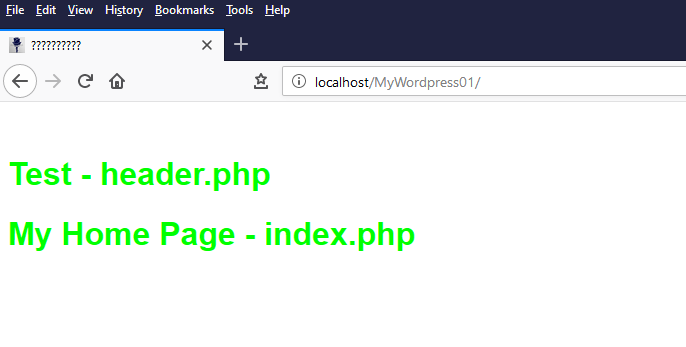 File Edit View History Bookmarks Tools Help
??????????
localhost/MyWordpress01/
Test - header.php
My Home Page - index.php